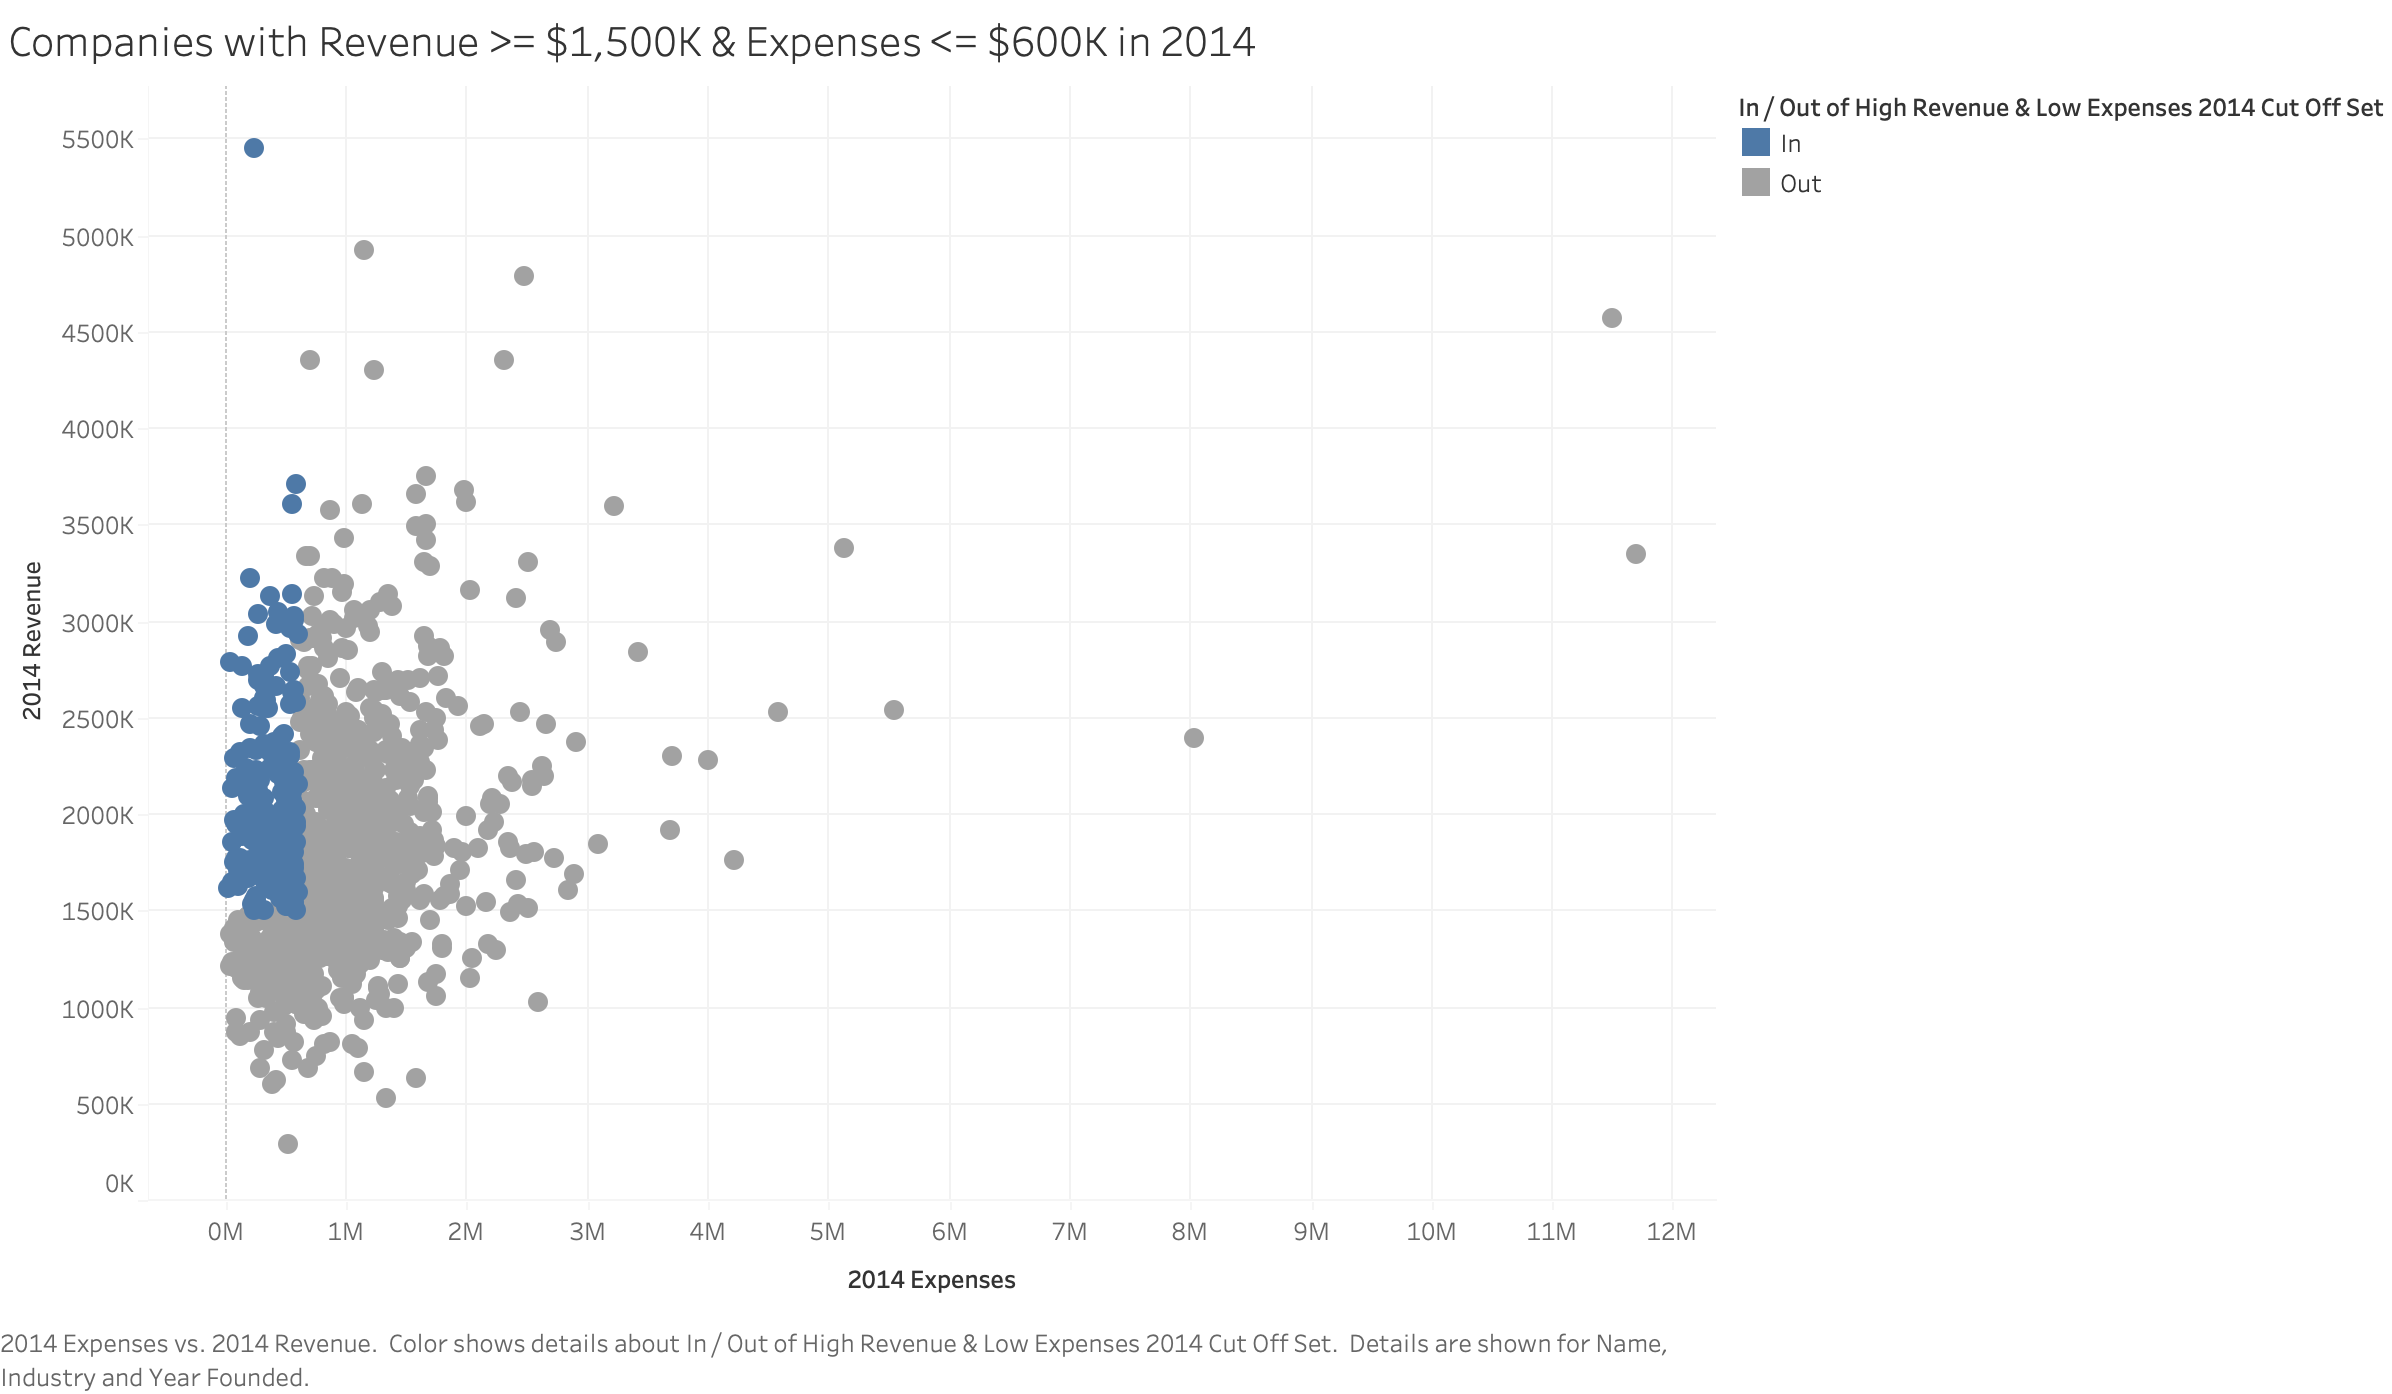 Companies with Revenue >= $1,500K & Expenses <= $600K in 2014
In / Out of High Revenue & Low Expenses 2014 Cut Off Set
In
Out
2014 Revenue
5500K
5000K
4500K
4000K
3500K
3000K
2500K
2000K
1500K
1000K
500K
0K
0M 1M 2M 3M 4M 5M 6M 7M 8M 9M 10M 11M 12M
2014 Expenses
2014 Expenses vs. 2014 Revenue. Color shows details about In / Out of High Revenue & Low Expenses 2014 Cut Off Set. Details are shown for Name,
Industry and Year Founded.